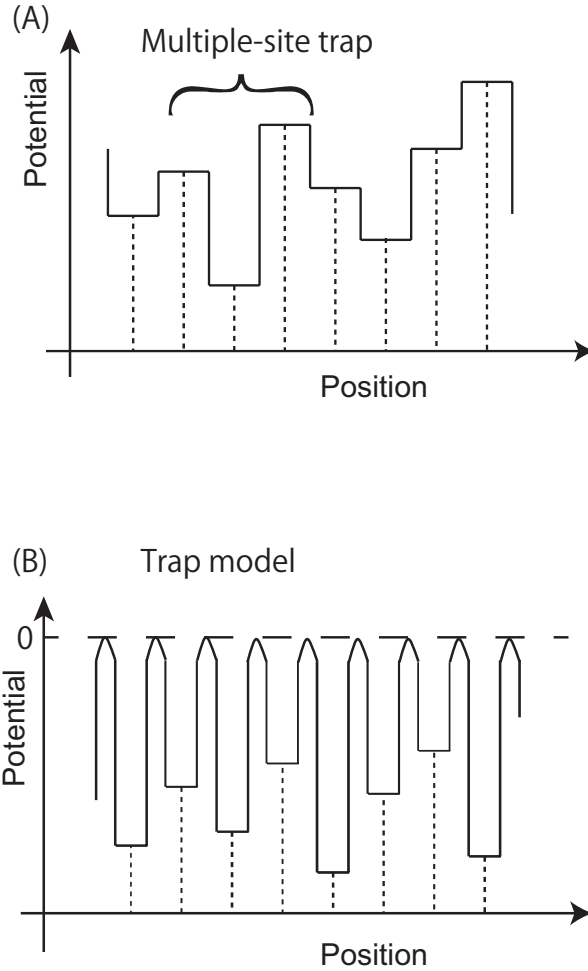 (A)
Multiple-site trap
Potential
Position
(B)
Trap model
0
Potential
Position